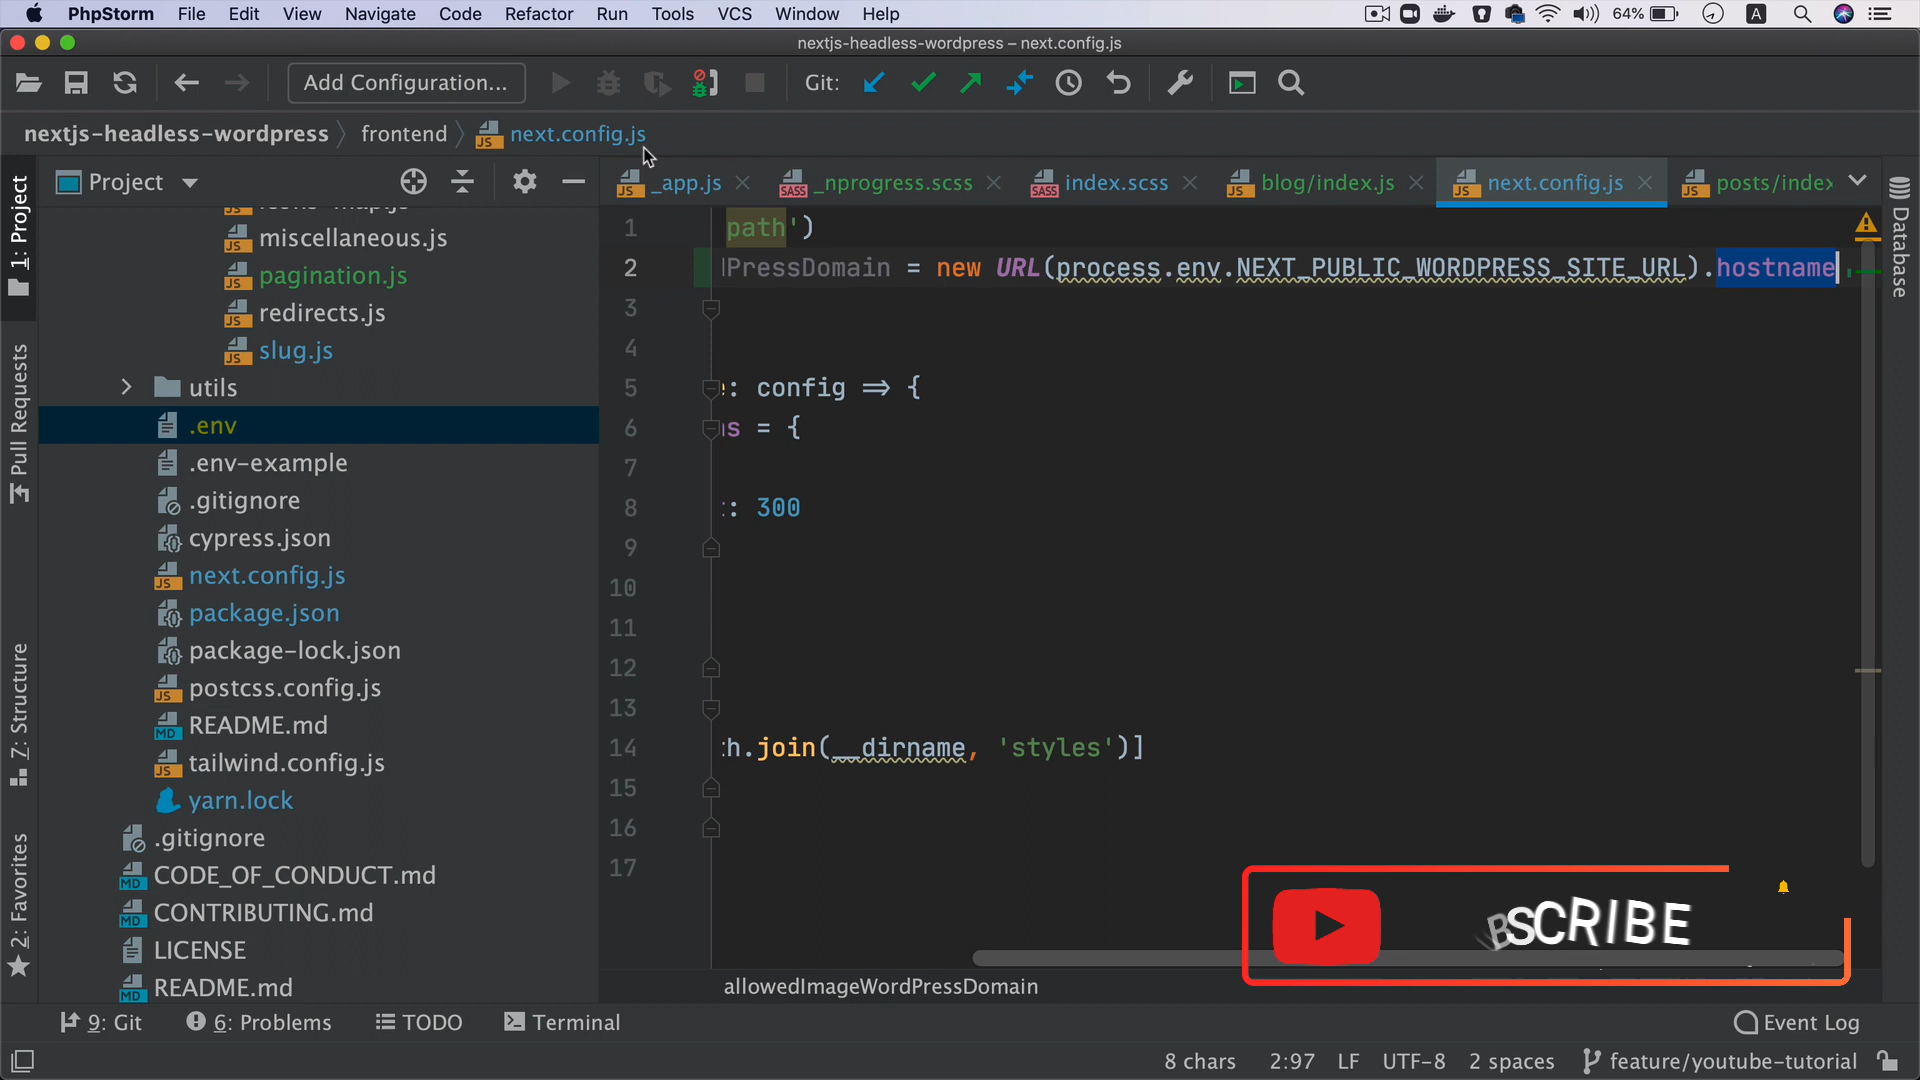 PhpStorm File Edit View Navigate Code Refactor Run Tools VCS Window Help 64% A
nextjs-headless-wordpress – next.config.js
Add Configuration... Git:
nextjs-headless-wordpress frontend next.config.js
1: Project
Pull Requests
Z: Structure
2: Favorites
Project
miscellaneous.js
pagination.js
redirects.js
slug.js
utils
.env
.env-example
.gitignore
cypress.json
next.config.js
package.json
package-lock.json
postcss.config.js
README.md
tailwind.config.js
yarn.lock
.gitignore
CODE_OF_CONDUCT.md
CONTRIBUTING.md
LICENSE
README.md
_app.js _nprogress.scss index.scss blog/index.js next.config.js posts/index
1 path')
2 PressDomain = new URL(process.env.NEXT_PUBLIC_WORDPRESS_SITE_URL).hostname
3
4
5 : config => {
6 s = {
7
8 : 300
9
10
11
12
13
14 h.join(__dirname, 'styles')]
15
16
17
BSCRIBE
allowedImageWordPressDomain
Database
9: Git 6: Problems TODO Terminal Event Log
8 chars 2:97 LF UTF-8 2 spaces feature/youtube-tutorial